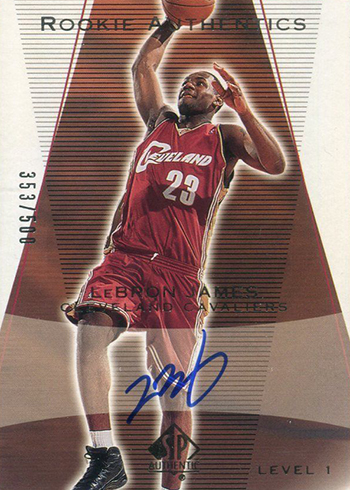 ROOKIE AUTHENTICS
CLEVELAND
23
353/500
LEBRON JAMES
CLEVELAND CAVALIERS
SP
AUTHENTIC
LEVEL 1